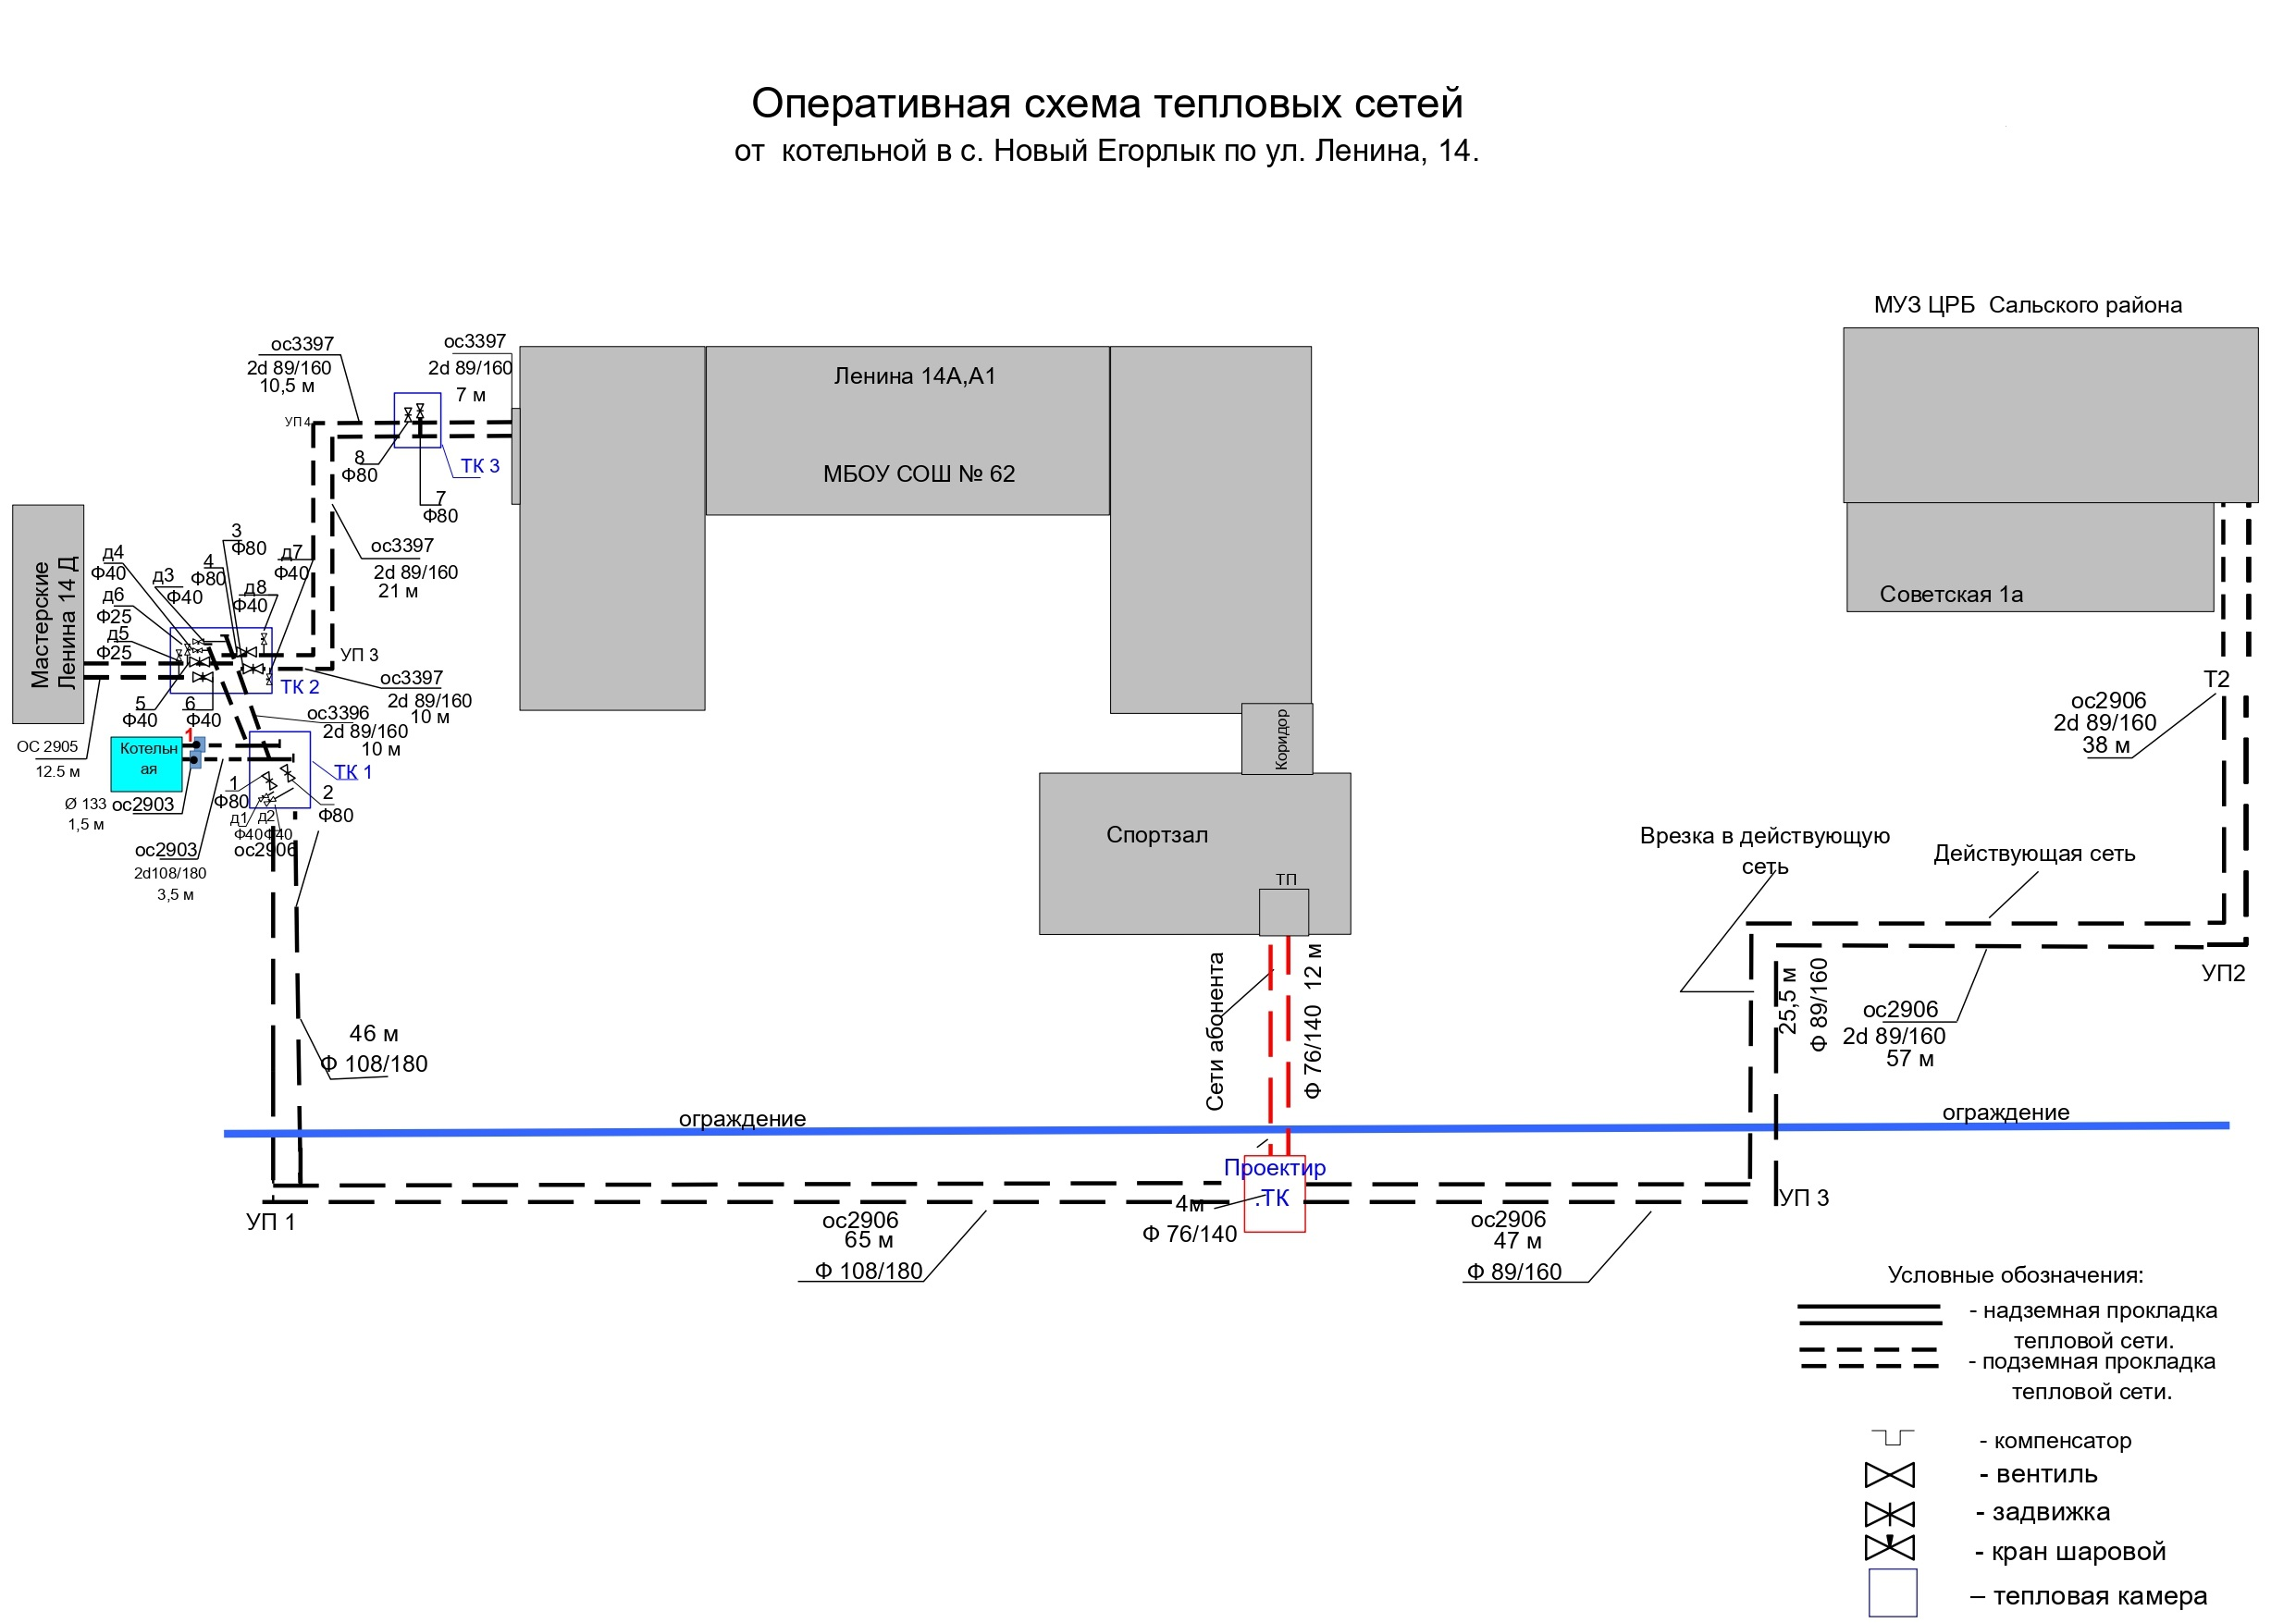 Оперативная схема тепловых сетей
от котельной в с. Новый Егорлык по ул. Ленина, 14.
МУЗ ЦРБ Сальского района
Советская 1а
ос3397
2d 89/160
10,5 м
ос3397
2d 89/160
7 м
УП 4
8
Ф80
ТК 3
7
Ф80
Ленина 14А,А1
МБОУ СОШ № 62
ос3397
2d 89/160
21 м
3
Ф80
д7
Ф40
4
Ф80
д4
Ф40
д3
Ф40
д8
Ф40
д6
Ф25
д5
Ф25
Мастерские
Ленина 14 Д
УП 3
ТК 2
ос3397
2d 89/160
10 м
5
Ф40
6
Ф40
ос3396
2d 89/160
10 м
ОС 2905
12.5 м
1
Котельн
ая
ТК 1
Ø 133
1,5 м
ос2903
1
Ф80
2
Ф80
д1
д2
Ф40
Ф40
ос2906
ос2903
2d108/180
3,5 м
Коридор
Спортзал
ТП
Т2
ос2906
2d 89/160
38 м
Врезка в действующую
сеть
Действующая сеть
УП2
25,5 м
Ф 89/160
ос2906
2d 89/160
57 м
Сети абонента
Ф 76/140 12 м
46 м
Ф 108/180
ограждение
ограждение
Проектир
.ТК
4м
Ф 76/140
УП 1
УП 3
ос2906
65 м
Ф 108/180
ос2906
47 м
Ф 89/160
Условные обозначения:
- надземная прокладка
тепловой сети.
- подземная прокладка
тепловой сети.
- компенсатор
- вентиль
- задвижка
- кран шаровой
– тепловая камера